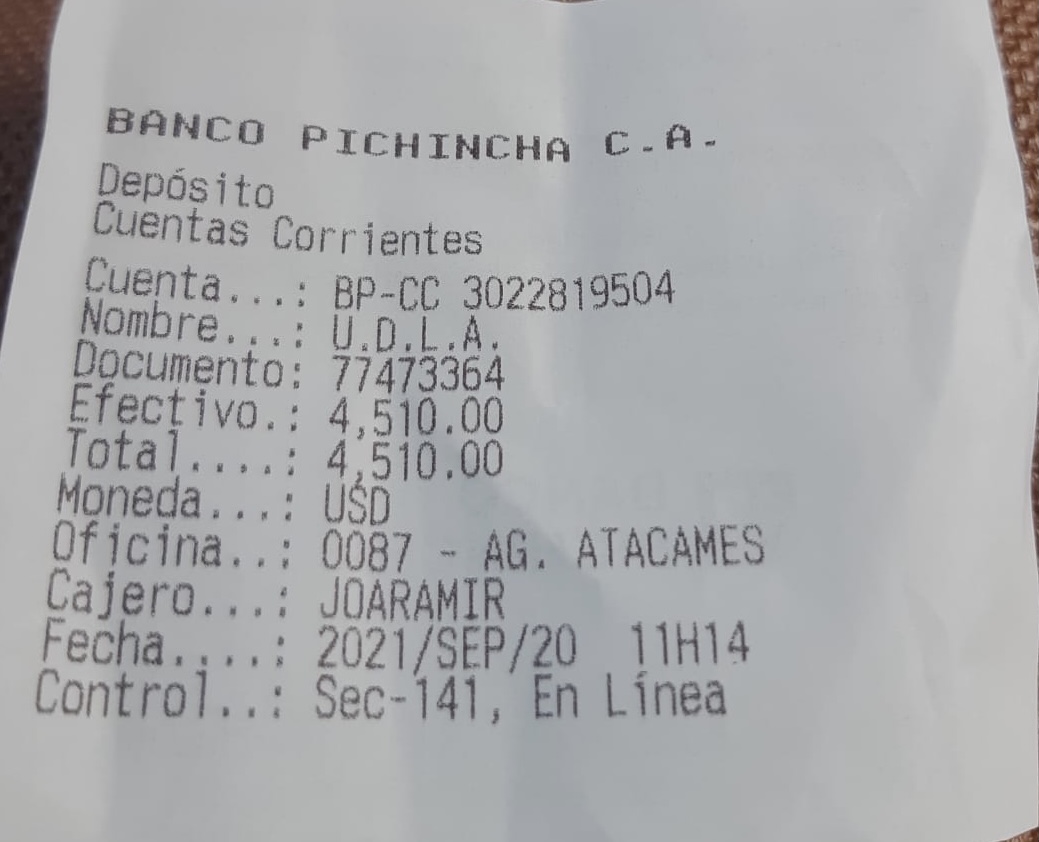 BANCO PICHINCHA C.A.
Depósito
Cuentas Corrientes
Cuenta...: BP-CC 3022819504
Nombre...: U.D.L.A.
Documento: 77473364
Efectivo.: 4,510.00
Total....: 4,510.00
Moneda...: USD
Oficina..: 0087 - AG. ATACAMES
Cajero...: JOARAMIR
Fecha....: 2021/SEP/20 11H14
Control..: Sec-141, En Línea